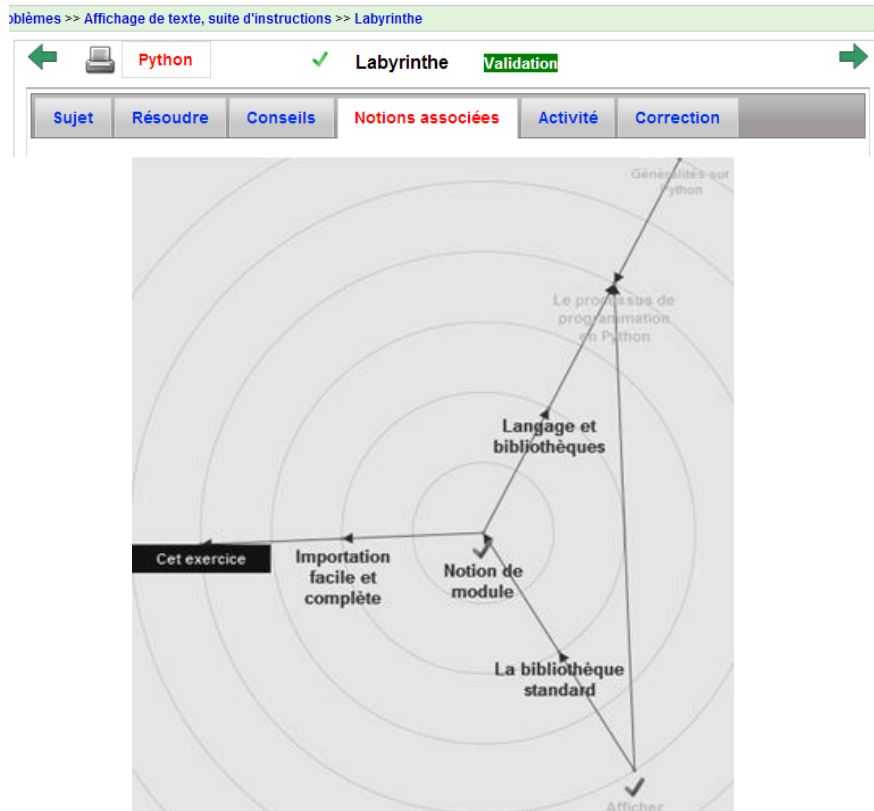 oblèmes >> Affichage de texte, suite d'instructions >> Labyrinthe
Python Labyrinthe Validation
Sujet Résoudre Conseils Notions associées Activité Correction
Généralités sur
Python
Le processus de
programmation
en Python
Langage et
bibliothèques
Cet exercice
Importation
facile et
complète
Notion de
module
La bibliothèque
standard
Afficher